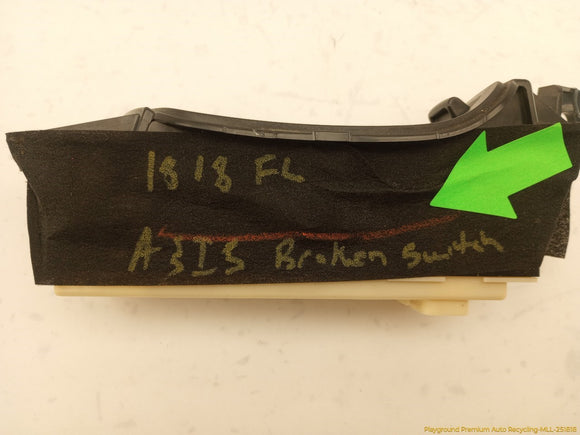 1818 FL
A3I5 Broken Switch
Playground Premium Auto Recycling-MLL-251818